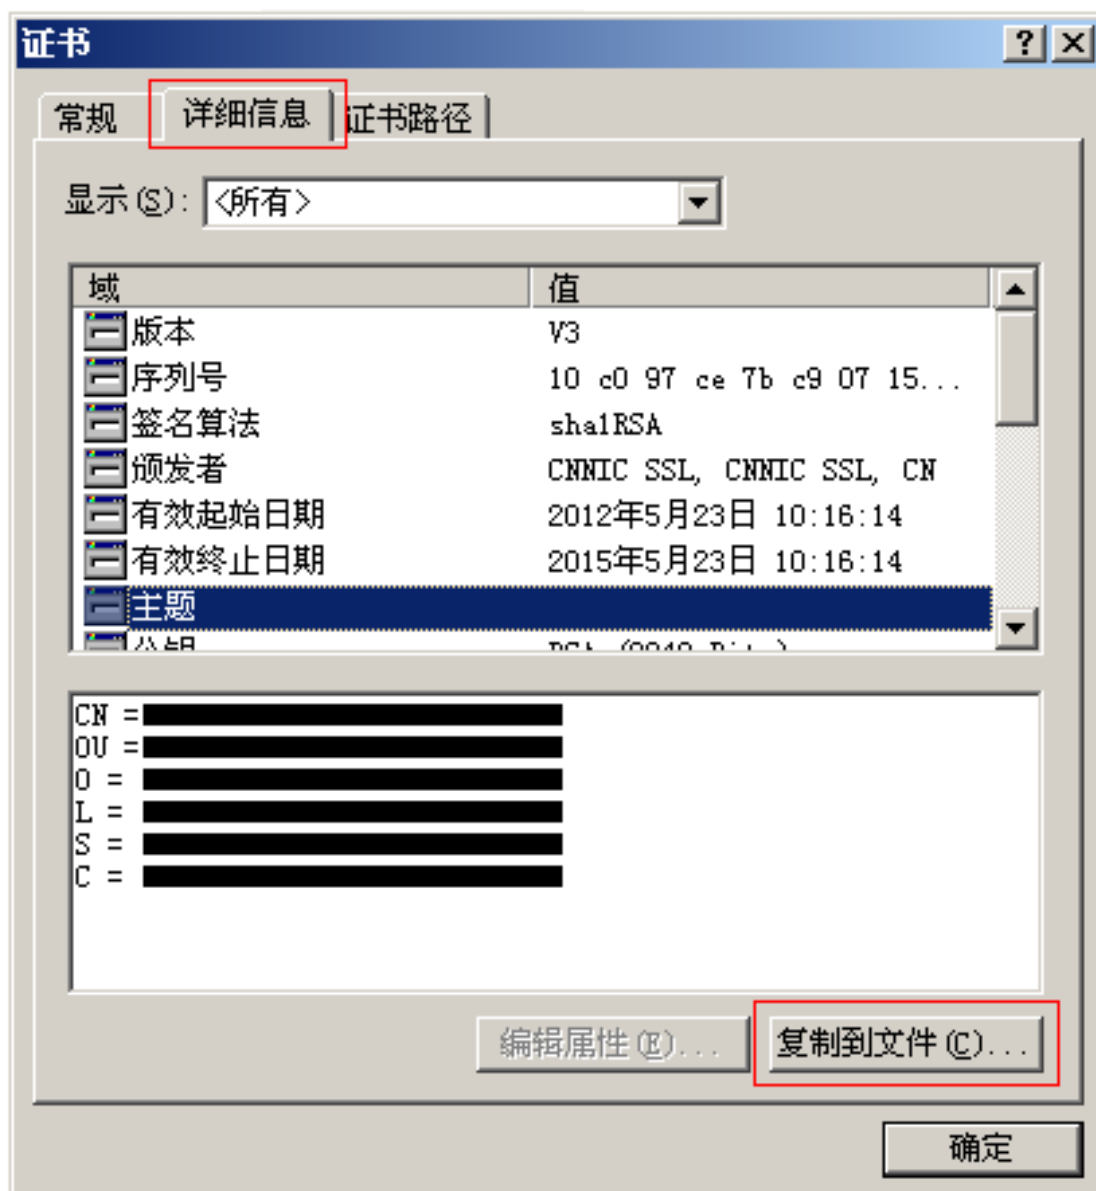 证书
常规 详细信息 证书路径
显示(S): <所有>
域 值
版本 V3
序列号 10 c0 97 ce 7b c9 07 15...
签名算法 sha1RSA
颁发者 CNNIC SSL, CNNIC SSL, CN
有效起始日期 2012年5月23日 10:16:14
有效终止日期 2015年5月23日 10:16:14
主题
公钥 RSA (2048 Bits)
CN =
OU =
O =
L =
S =
C =
编辑属性(E)... 复制到文件(C)...
确定